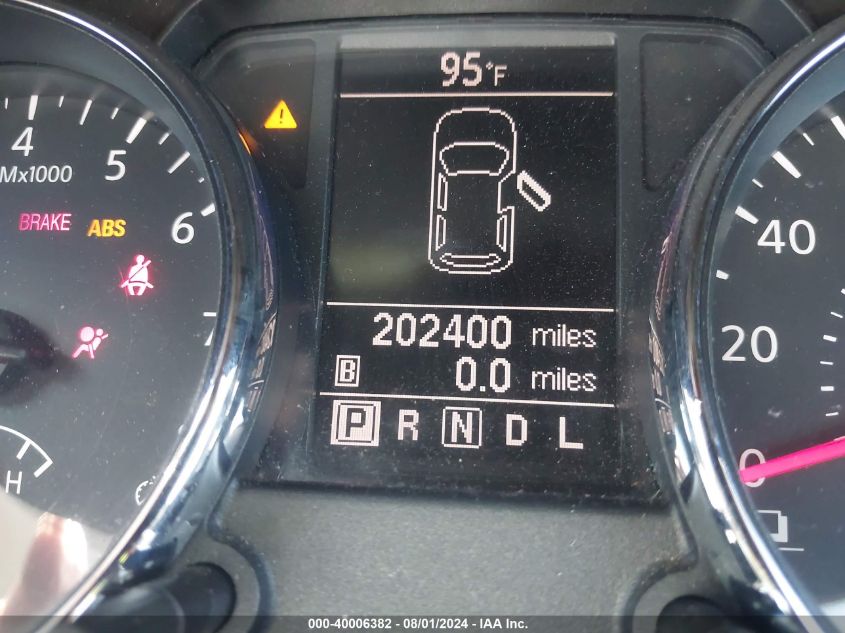 95°F
4
5
Mx1000
6
BRAKE ABS
7
H
202400 miles
B 0.0 miles
P R N D L
40
20
0
000-40006382 - 08/01/2024 - IAA Inc.